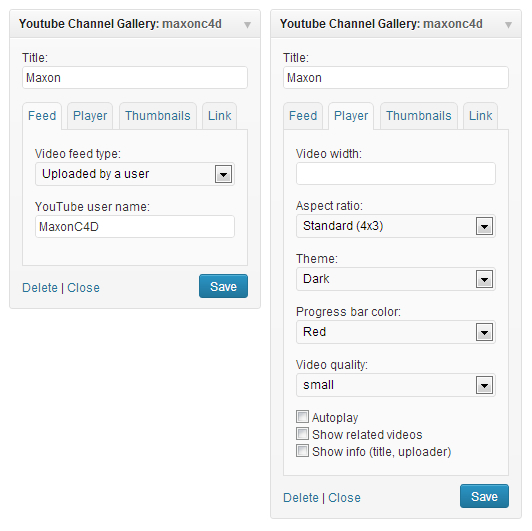 Youtube Channel Gallery: maxonc4d
Title:
Maxon
Feed Player Thumbnails Link
Video feed type:
Uploaded by a user
YouTube user name:
MaxonC4D
Delete | Close Save
Youtube Channel Gallery: maxonc4d
Title:
Maxon
Feed Player Thumbnails Link
Video width:
Aspect ratio:
Standard (4x3)
Theme:
Dark
Progress bar color:
Red
Video quality:
small
Autoplay
Show related videos
Show info (title, uploader)
Delete | Close Save